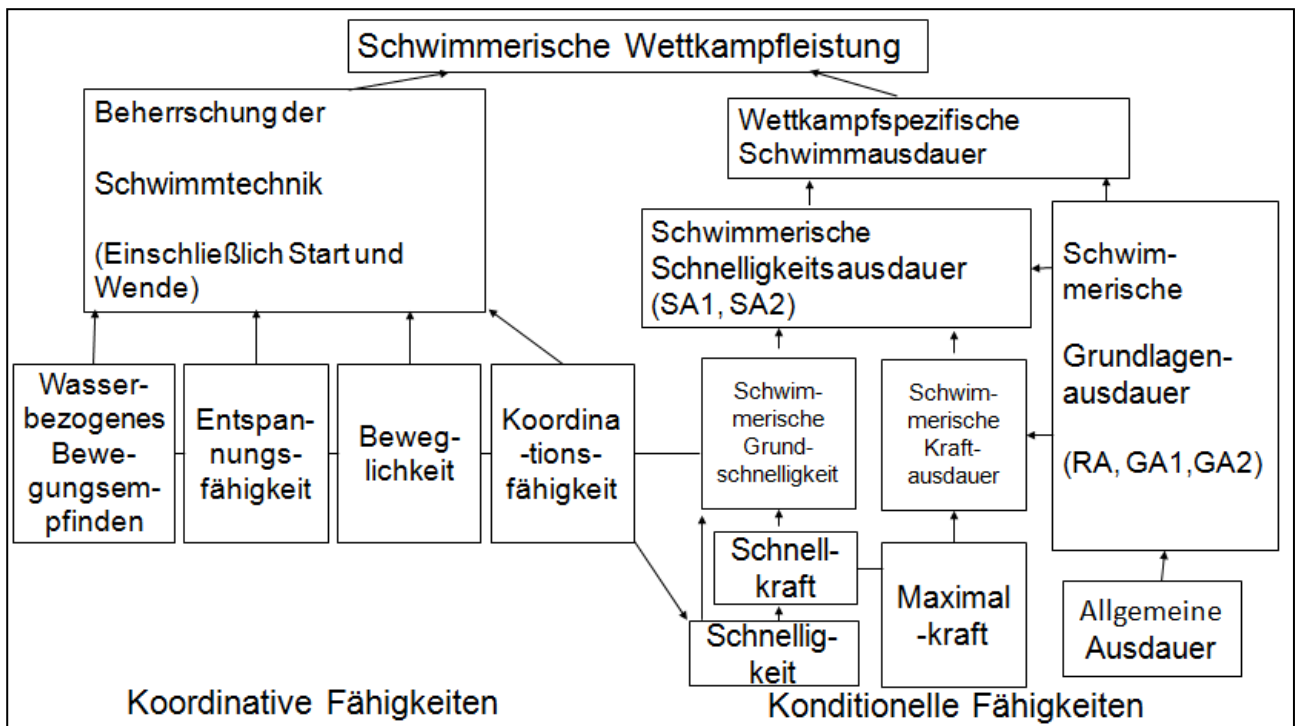 Schwimmerische Wettkampfleistung
Beherrschung der
Schwimmtechnik
(Einschließlich Start und
Wende)
Wettkampfspezifische
Schwimmausdauer
Schwimmerische
Schnelligkeitsausdauer
(SA1, SA2)
Schwim-
merische
Grundlagen-
ausdauer
(RA, GA1,GA2)
Wasser-
bezogenes
Bewe-
gungsem-
pfinden
Entspan-
nungs-
fähigkeit
Beweg-
lichkeit
Koordina
-tions-
fähigkeit
Schwim-
merische
Grund-
schnelligkeit
Schwim-
merische
Kraft-
ausdauer
Schnell-
kraft
Schnellig-
keit
Maximal
-kraft
Allgemeine
Ausdauer
Koordinative Fähigkeiten
Konditionelle Fähigkeiten